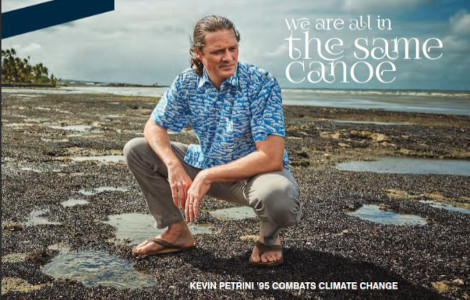 we are all in
the same
canoe
KEVIN PETRINI '95 COMBATS CLIMATE CHANGE